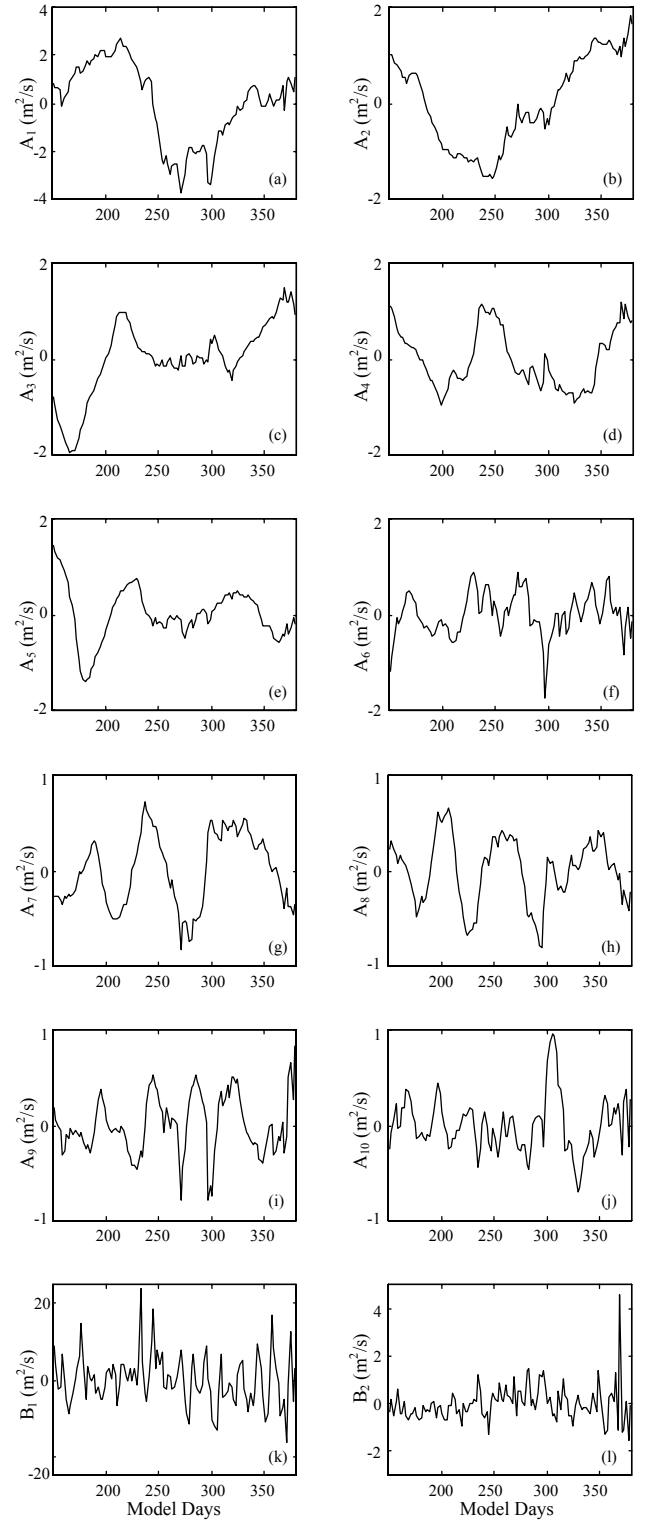 4
2
0
-2
-4
A1 (m²/s)
(a)
200 250 300 350
2
0
-2
A2 (m²/s)
(b)
200 250 300 350
2
0
-2
A3 (m²/s)
(c)
200 250 300 350
2
0
-2
A4 (m²/s)
(d)
200 250 300 350
2
0
-2
A5 (m²/s)
(e)
200 250 300 350
2
0
-2
A6 (m²/s)
(f)
200 250 300 350
1
0
-1
A7 (m²/s)
(g)
200 250 300 350
1
0
-1
A8 (m²/s)
(h)
200 250 300 350
1
0
-1
A9 (m²/s)
(i)
200 250 300 350
1
0
-1
A10 (m²/s)
(j)
200 250 300 350
20
0
-20
B1 (m²/s)
(k)
200 250 300 350
Model Days
4
2
0
-2
B2 (m²/s)
(l)
200 250 300 350
Model Days